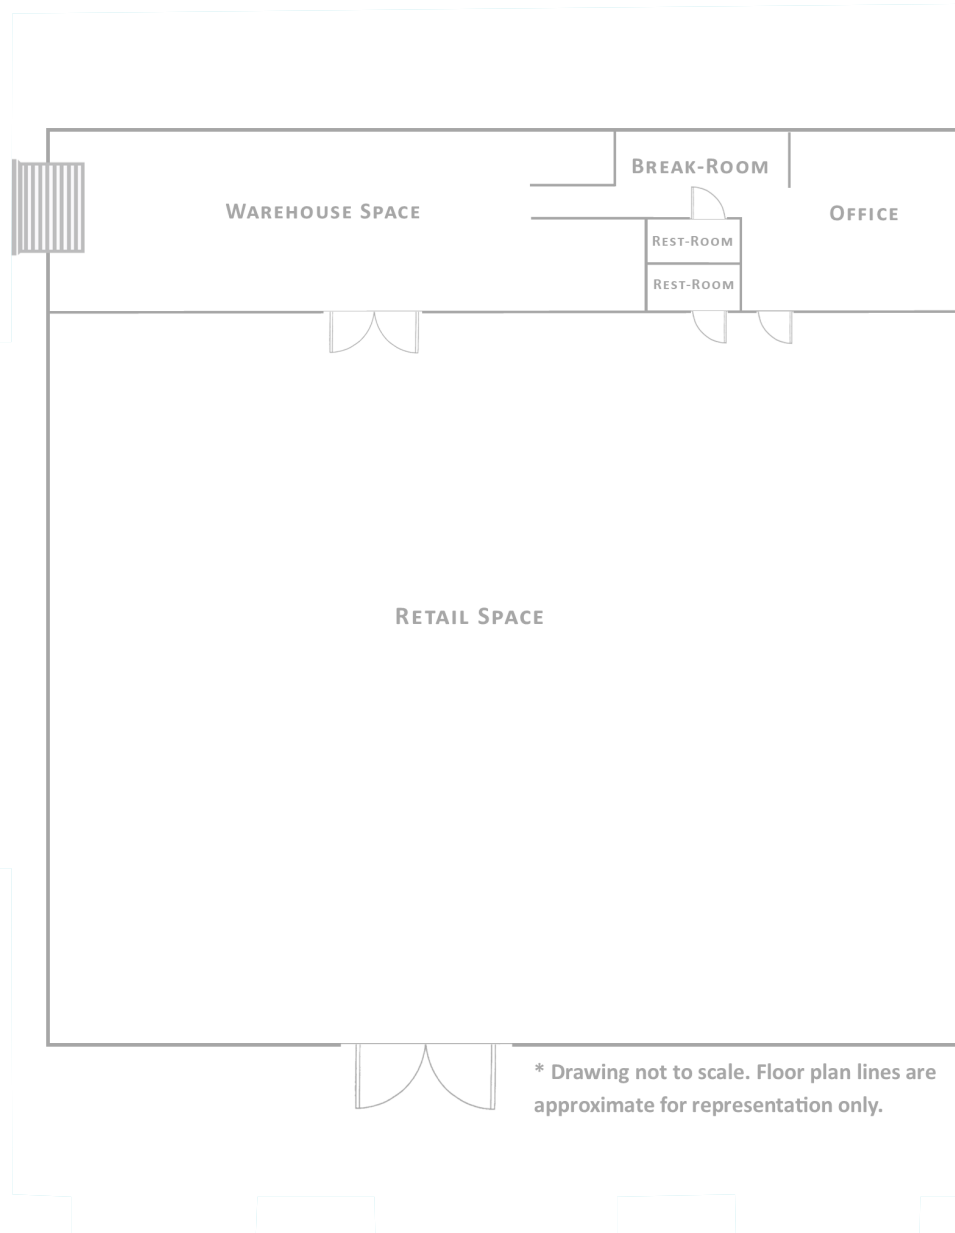 Break-Room
Warehouse Space
Office
Rest-Room
Rest-Room
Retail Space
* Drawing not to scale. Floor plan lines are
approximate for representation only.